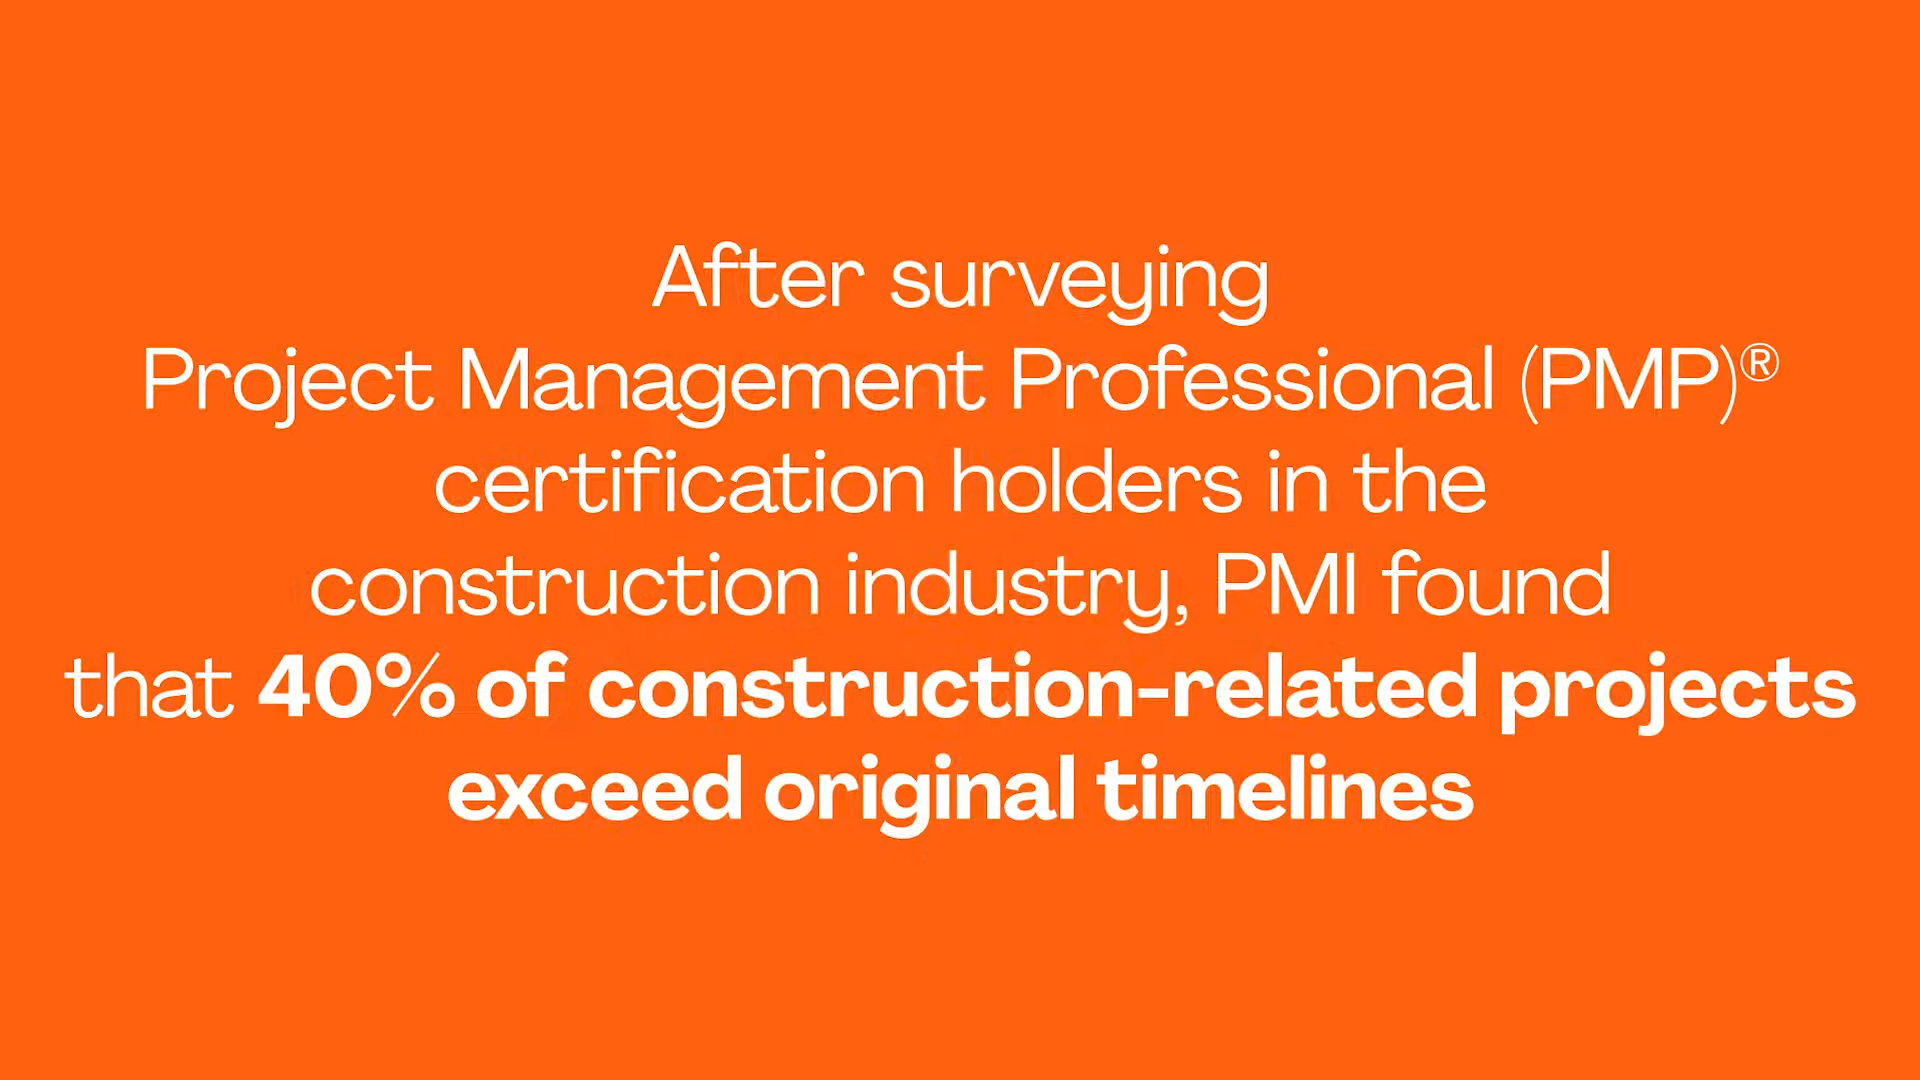 After surveying
Project Management Professional (PMP)®
certification holders in the
construction industry, PMI found
that 40% of construction-related projects
exceed original timelines